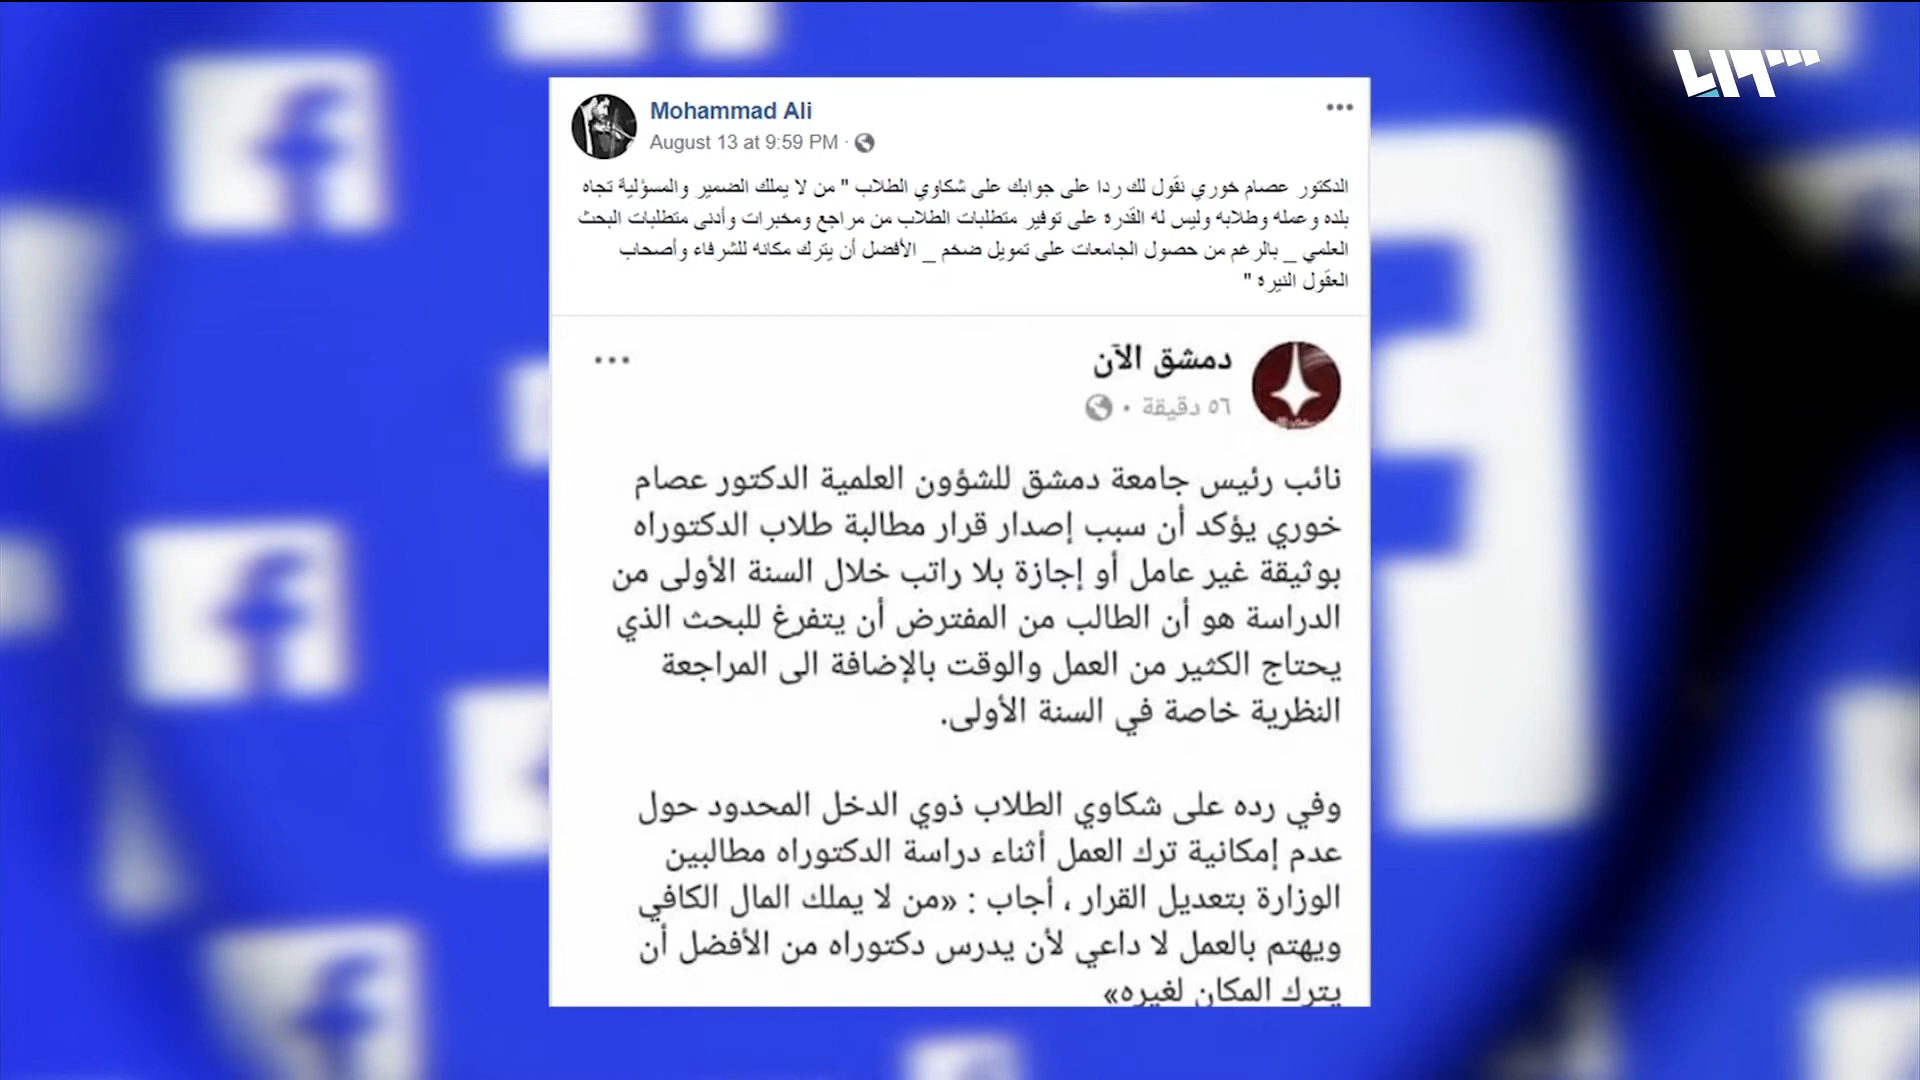 Mohammad Ali
August 13 at 9:59 PM ·
الدكتور عصام خوري نقول لك ردا على جوابك على شكاوي الطلاب " من لا يملك الضمير والمسؤلية تجاه
بلده وعمله وطلابه وليس له القدرة على توفير متطلبات الطلاب من مراجع ومخبرات وأدنى متطلبات البحث
العلمي _ بالرغم من حصول الجامعات على تمويل ضخم _ الأفضل أن يترك مكانه للشرفاء وأصحاب
العقول النيرة "
دمشق الآن
٥٦ دقيقة ·
نائب رئيس جامعة دمشق للشؤون العلمية الدكتور عصام
خوري يؤكد أن سبب إصدار قرار مطالبة طلاب الدكتوراه
بوثيقة غير عامل أو إجازة بلا راتب خلال السنة الأولى من
الدراسة هو أن الطالب من المفترض أن يتفرغ للبحث الذي
يحتاج الكثير من العمل والوقت بالإضافة الى المراجعة
النظرية خاصة في السنة الأولى.
وفي رده على شكاوي الطلاب ذوي الدخل المحدود حول
عدم إمكانية ترك العمل أثناء دراسة الدكتوراه مطالبين
الوزارة بتعديل القرار ، أجاب : «من لا يملك المال الكافي
ويهتم بالعمل لا داعي لأن يدرس دكتوراه من الأفضل أن
يترك المكان لغيره»